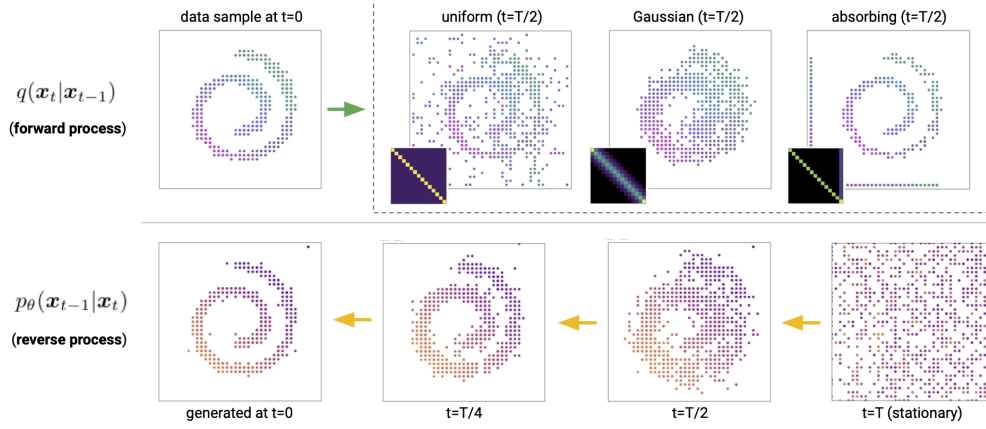 data sample at t=0
uniform (t=T/2)
Gaussian (t=T/2)
absorbing (t=T/2)
q(x_t|x_{t-1})
(forward process)
p_θ(x_{t-1}|x_t)
(reverse process)
generated at t=0
t=T/4
t=T/2
t=T (stationary)